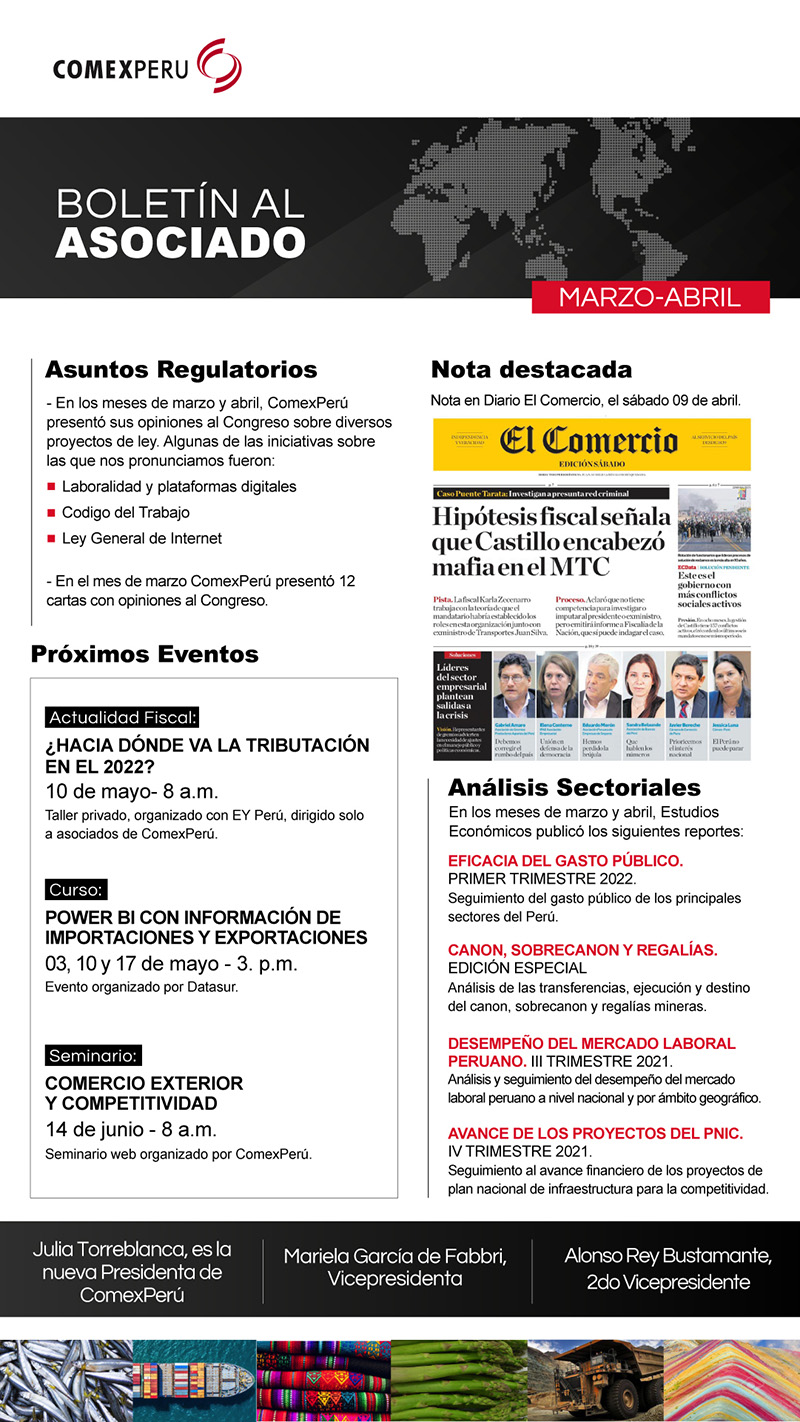 COMEXPERU
BOLETÍN AL
ASOCIADO
MARZO-ABRIL
Asuntos Regulatorios
- En los meses de marzo y abril, ComexPerú
presentó sus opiniones al Congreso sobre diversos
proyectos de ley. Algunas de las iniciativas sobre
las que nos pronunciamos fueron:
Laboralidad y plataformas digitales
Codigo del Trabajo
Ley General de Internet
- En el mes de marzo ComexPerú presentó 12
cartas con opiniones al Congreso.
Próximos Eventos
Actualidad Fiscal:
¿HACIA DÓNDE VA LA TRIBUTACIÓN
EN EL 2022?
10 de mayo- 8 a.m.
Taller privado, organizado con EY Perú, dirigido solo
a asociados de ComexPerú.
Curso:
POWER BI CON INFORMACIÓN DE
IMPORTACIONES Y EXPORTACIONES
03, 10 y 17 de mayo - 3. p.m.
Evento organizado por Datasur.
Seminario:
COMERCIO EXTERIOR
Y COMPETITIVIDAD
14 de junio - 8 a.m.
Seminario web organizado por ComexPerú.
Nota destacada
Nota en Diario El Comercio, el sábado 09 de abril.
INDEPENDENCIA
Y VERACIDAD
El Comercio
EDICIÓN SÁBADO
AL SERVICIO DEL PAÍS
DESDE 1839
Caso Puente Tarata: Investigan a presunta red criminal
Hipótesis fiscal señala
que Castillo encabezó
mafia en el MTC
Pista. La fiscal Karla Zecenarro
trabaja con la teoría de que el
mandatario habría establecido los
roles en esta organización junto con
exministro de Transportes Juan Silva.
Proceso. Aclaró que no tiene
competencia para investigar o
imputar al presidente o exministro,
pero emitirá informe a Fiscalía de la
Nación, que sí puede indagar el caso.
ECData SOLUCIÓN PENDIENTE
Este es el
gobierno con
más conflictos
sociales activos
Soluciones
Líderes
del sector
empresarial
plantean
salidas a
la crisis
Gabriel Amaro
Debemos
corregir el
rumbo del país
Elena Conterno
Unión en
defensa de la
democracia
Eduardo Morón
Hemos
perdido la
brújula
Sandra Belaunde
Que
hablen los
números
Javier Bereche
Prioricemos
el interés
nacional
Jessica Luna
El Perú no
puede parar
Análisis Sectoriales
En los meses de marzo y abril, Estudios
Económicos publicó los siguientes reportes:
EFICACIA DEL GASTO PÚBLICO.
PRIMER TRIMESTRE 2022.
Seguimiento del gasto público de los principales
sectores del Perú.
CANON, SOBRECANON Y REGALÍAS.
EDICIÓN ESPECIAL
Análisis de las transferencias, ejecución y destino
del canon, sobrecanon y regalías mineras.
DESEMPEÑO DEL MERCADO LABORAL
PERUANO. III TRIMESTRE 2021.
Análisis y seguimiento del desempeño del mercado
laboral peruano a nivel nacional y por ámbito geográfico.
AVANCE DE LOS PROYECTOS DEL PNIC.
IV TRIMESTRE 2021.
Seguimiento al avance financiero de los proyectos de
plan nacional de infraestructura para la competitividad.
Julia Torreblanca, es la
nueva Presidenta de
ComexPerú
Mariela García de Fabbri,
Vicepresidenta
Alonso Rey Bustamante,
2do Vicepresidente